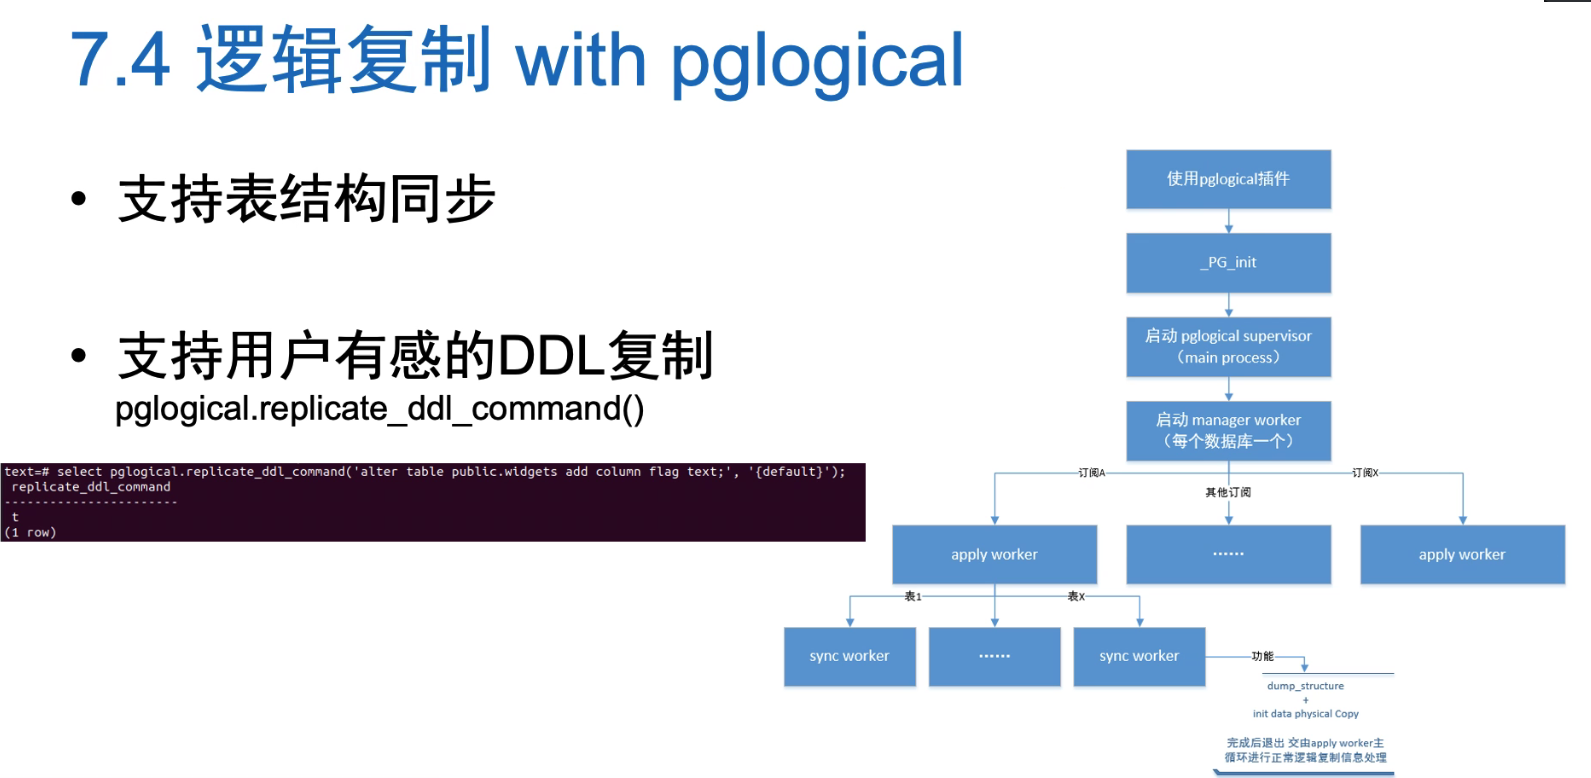 7.4 逻辑复制 with pglogical
• 支持表结构同步
• 支持用户有感的DDL复制
pglogical.replicate_ddl_command()
text=# select pglogical.replicate_ddl_command('alter table public.widgets add column flag text;', '{default}');
replicate_ddl_command
-----------------------
t
(1 row)
使用pglogical插件
_PG_init
启动 pglogical supervisor
（main process）
启动 manager worker
（每个数据库一个）
订阅A
其他订阅
订阅X
apply worker
……
apply worker
表1
表X
sync worker
……
sync worker
功能
dump_structure
+
init data physical Copy
完成后退出 交由apply worker主
循环进行正常逻辑复制信息处理